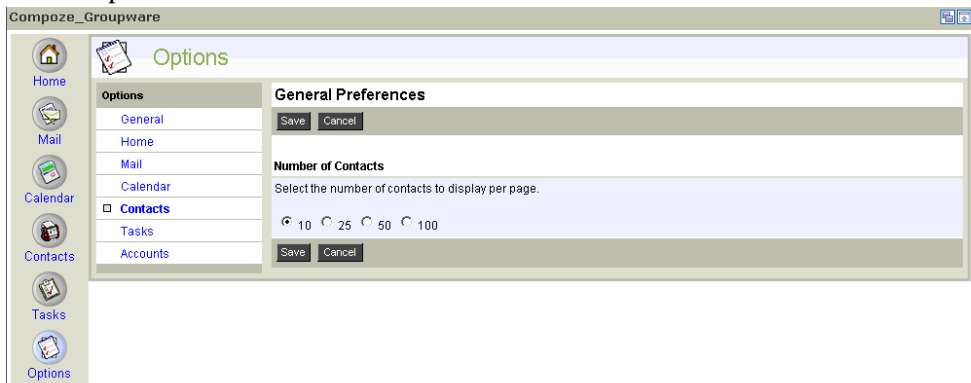 Compoze_Groupware
Home
Mail
Calendar
Contacts
Tasks
Options
Options
Options
General
Home
Mail
Calendar
Contacts
Tasks
Accounts
General Preferences
Save Cancel
Number of Contacts
Select the number of contacts to display per page.
10 25 50 100
Save Cancel